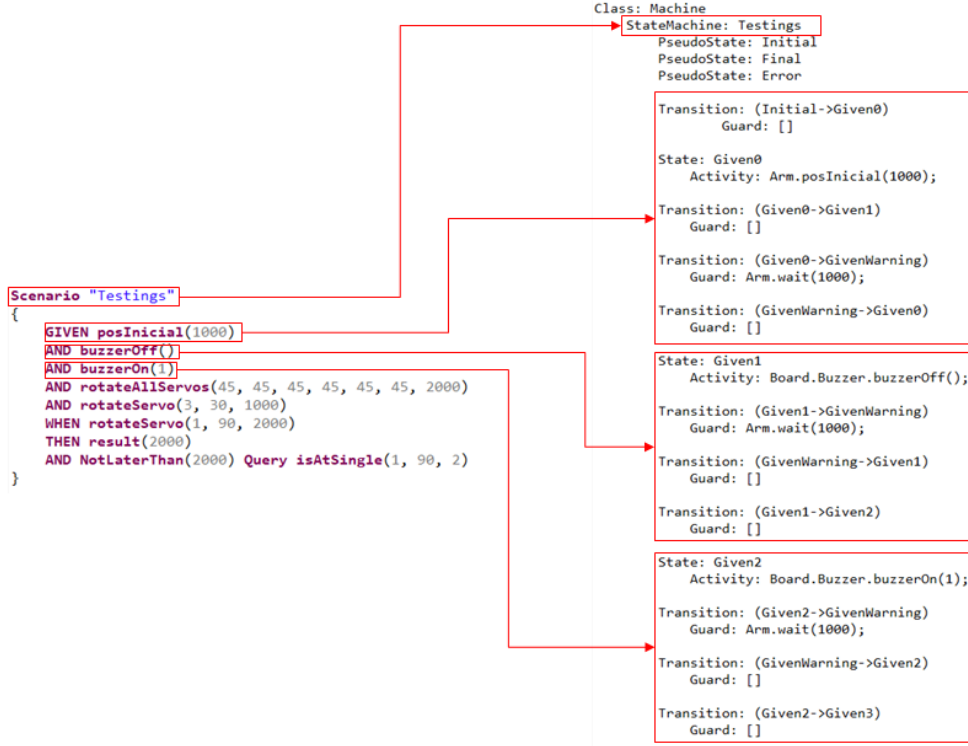 Class: Machine
StateMachine: Testings
PseudoState: Initial
PseudoState: Final
PseudoState: Error
Transition: (Initial->Given0)
Guard: []
State: Given0
Activity: Arm.posInicial(1000);
Transition: (Given0->Given1)
Guard: []
Transition: (Given0->GivenWarning)
Guard: Arm.wait(1000);
Transition: (GivenWarning->Given0)
Guard: []
Scenario "Testings"
{
GIVEN posInicial(1000)
AND buzzerOff()
AND buzzerOn(1)
AND rotateAllServos(45, 45, 45, 45, 45, 45, 2000)
AND rotateServo(3, 30, 1000)
WHEN rotateServo(1, 90, 2000)
THEN result(2000)
AND NotLaterThan(2000) Query isAtSingle(1, 90, 2)
}
State: Given1
Activity: Board.Buzzer.buzzerOff();
Transition: (Given1->GivenWarning)
Guard: Arm.wait(1000);
Transition: (GivenWarning->Given1)
Guard: []
Transition: (Given1->Given2)
Guard: []
State: Given2
Activity: Board.Buzzer.buzzerOn(1);
Transition: (Given2->GivenWarning)
Guard: Arm.wait(1000);
Transition: (GivenWarning->Given2)
Guard: []
Transition: (Given2->Given3)
Guard: []